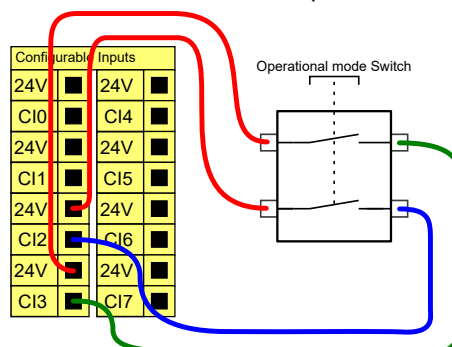 Configurable Inputs
Operational mode Switch
24V 24V
CI0 CI4
24V 24V
CI1 CI5
24V 24V
CI2 CI6
24V 24V
CI3 CI7